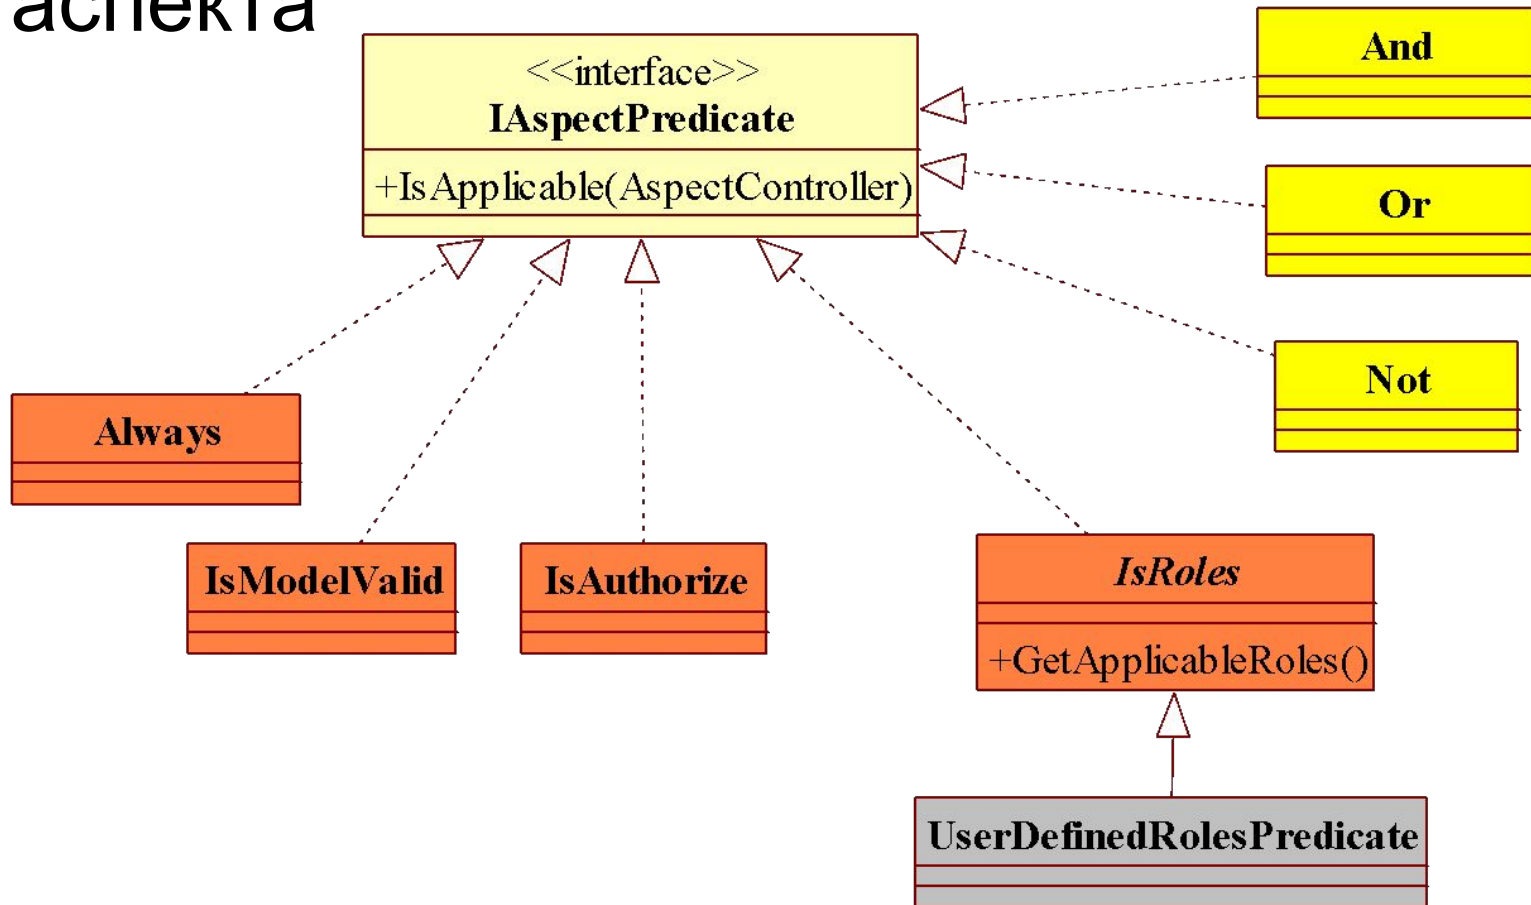 аспекта
<<interface>>
IAspectPredicate
+IsApplicable(AspectController)
And
Or
Not
Always
IsModelValid
IsAuthorize
IsRoles
+GetApplicableRoles()
UserDefinedRolesPredicate